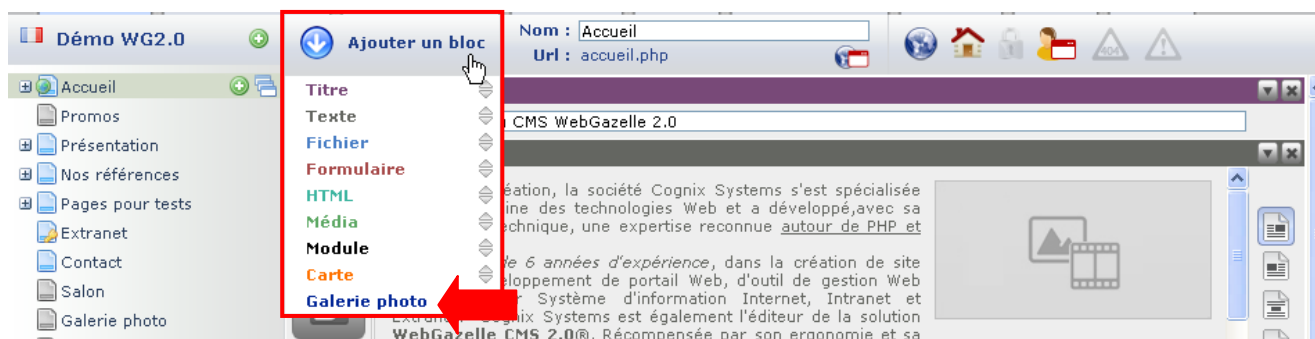 Démo WG2.0
Ajouter un bloc
Nom : Accueil
Url : accueil.php
404
Accueil
Promos
Présentation
Nos références
Pages pour tests
Extranet
Contact
Salon
Galerie photo
Titre
Texte
Fichier
Formulaire
HTML
Média
Module
Carte
Galerie photo
CMS WebGazelle 2.0
éation, la société Cognix Systems s'est spécialisée
ine des technologies Web et a développé,avec sa
echnique, une expertise reconnue autour de PHP et
de 6 années d'expérience, dans la création de site
eloppement de portail Web, d'outil de gestion Web
Système d'information Internet, Intranet et
Cognix Systems est également l'éditeur de la solution
WebGazelle CMS 2.0®. Récompensée par son ergonomie et sa